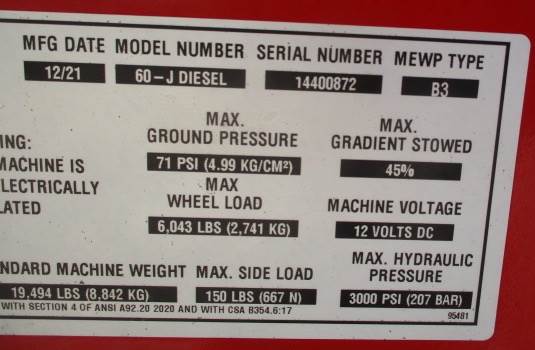 MFG DATE MODEL NUMBER SERIAL NUMBER MEWP TYPE
12/21 60-J DIESEL 14400872 B3
MAX. GROUND PRESSURE
71 PSI (4.99 KG/CM²)
MAX. GRADIENT STOWED
45%
NG:
MACHINE IS
LECTRICALLY
LATED
MAX WHEEL LOAD
6,043 LBS (2,741 KG)
MACHINE VOLTAGE
12 VOLTS DC
NDARD MACHINE WEIGHT
19,494 LBS (8,842 KG)
MAX. SIDE LOAD
150 LBS (667 N)
MAX. HYDRAULIC
PRESSURE
3000 PSI (207 BAR)
WITH SECTION 4 OF ANSI A92.20 2020 AND WITH CSA B354.6:17
95481